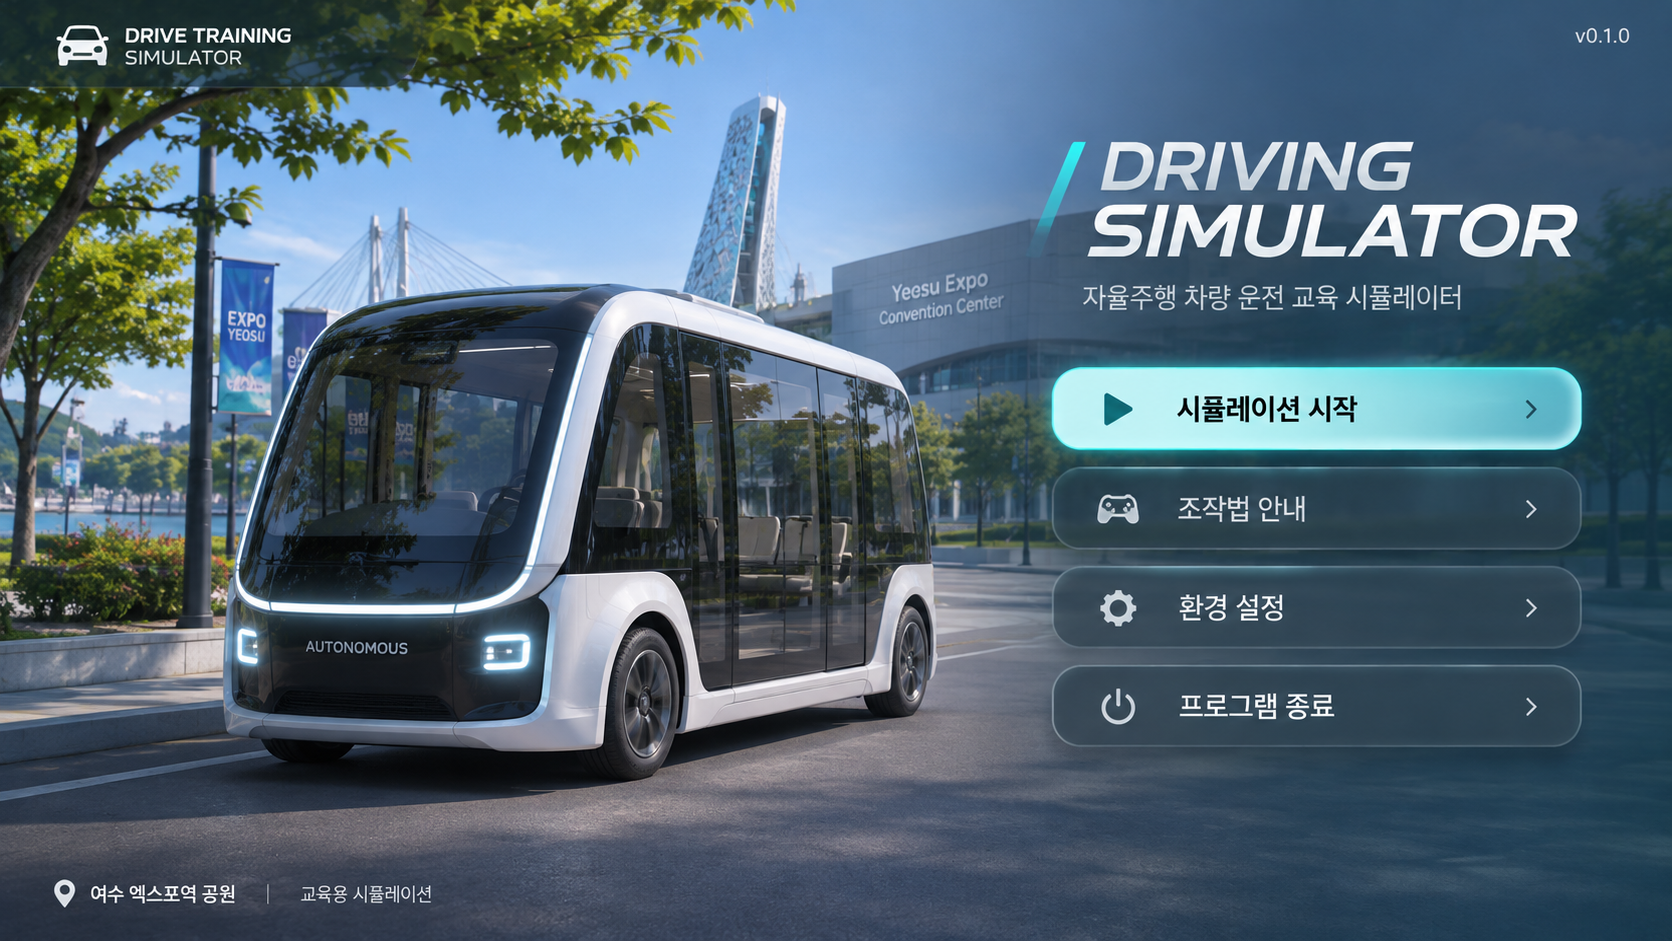 DRIVE TRAINING
SIMULATOR
v0.1.0
DRIVING
SIMULATOR
자율주행 차량 운전 교육 시뮬레이터
Yeesu Expo
Convention Center
EXPO
YEOSU
시뮬레이션 시작
조작법 안내
환경 설정
프로그램 종료
AUTONOMOUS
여수 엑스포역 공원
교육용 시뮬레이션